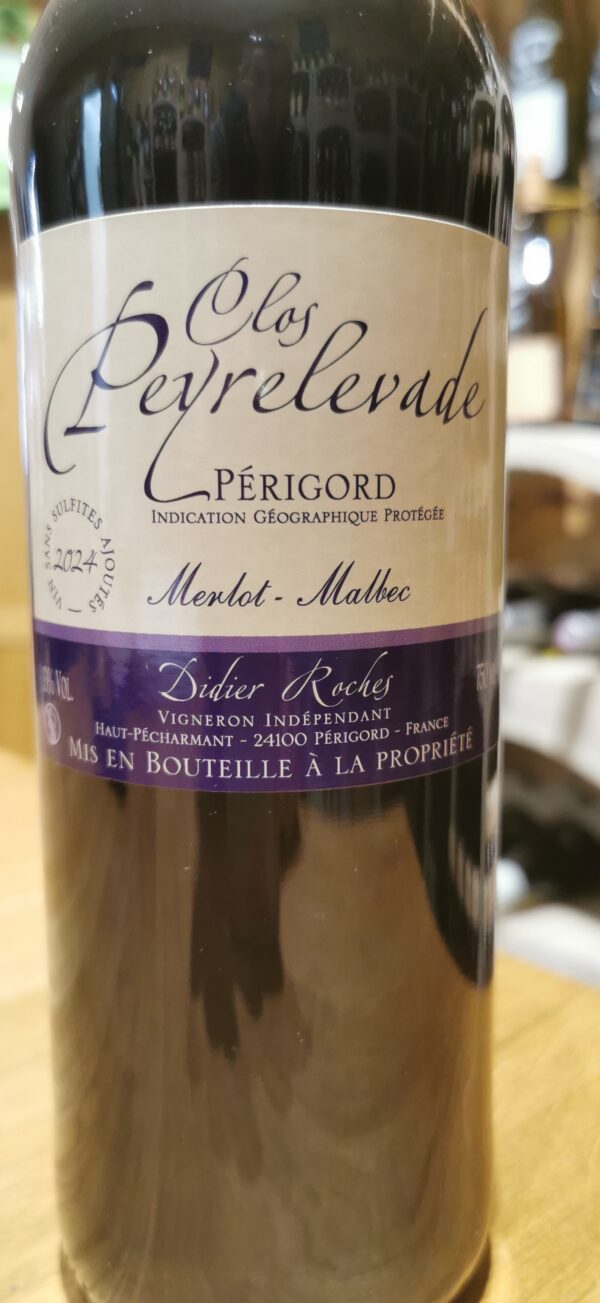 Clos
Peyrelevade
PÉRIGORD
INDICATION GÉOGRAPHIQUE PROTÉGÉE
VIN SANS SULFITES AJOUTÉS
2024
Merlot - Malbec
VOL.
Didier Roches
VIGNERON INDÉPENDANT
HAUT-PÉCHARMANT - 24100 PÉRIGORD - FRANCE
MIS EN BOUTEILLE À LA PROPRIÉTÉ